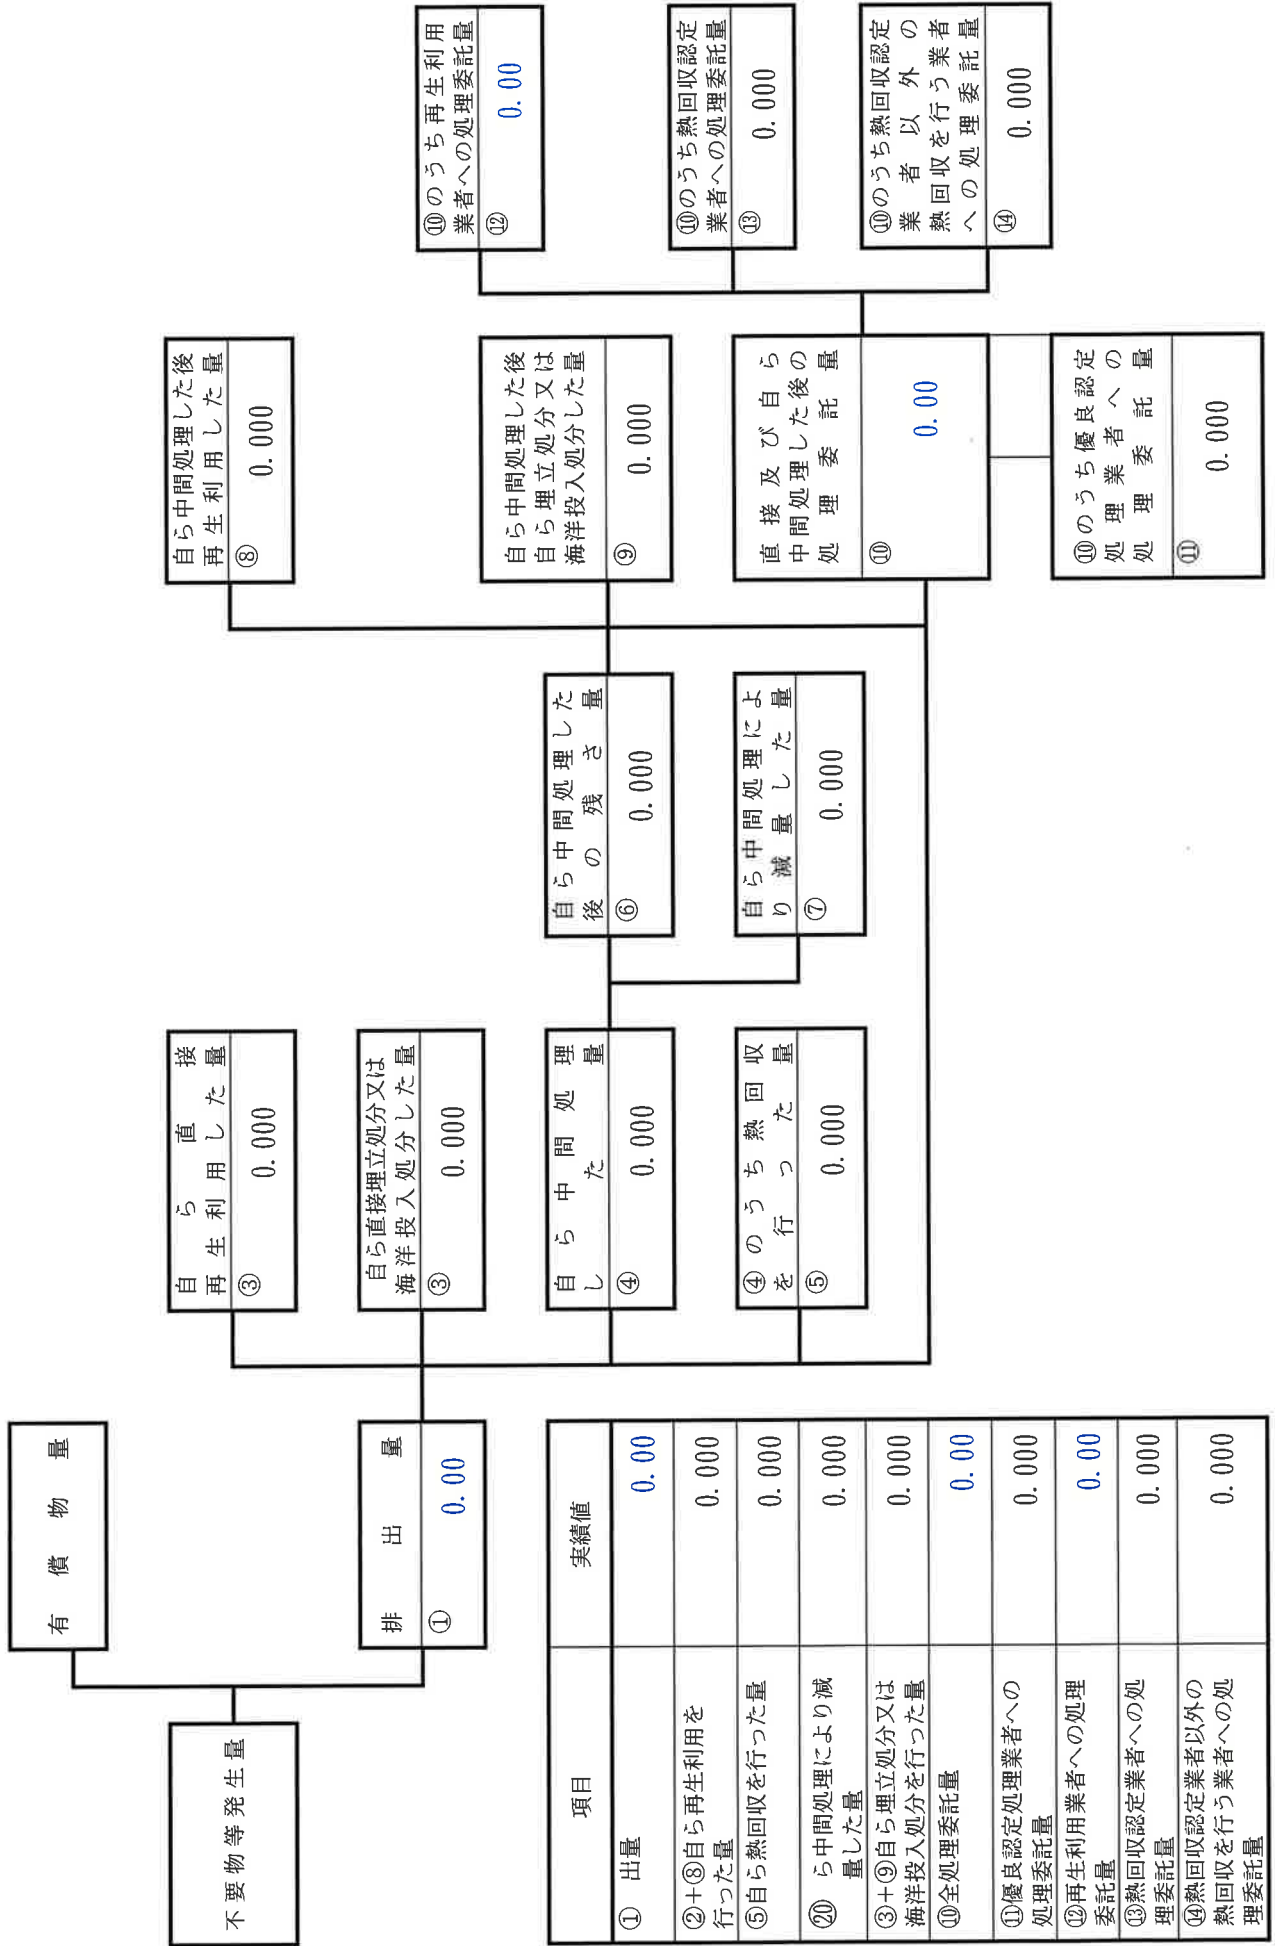 不要物等発生量
有償物量
排出量
①
0.00
自ら直接
再生利用した量
③
0.000
自ら直接埋立処分又は
海洋投入処分した量
③
0.000
自ら中間処理
した量
④
0.000
④のうち熱回収
を行った量
⑤
0.000
自ら中間処理した
後の残さ量
⑥
0.000
自ら中間処理によ
り減量した量
⑦
0.000
自ら中間処理した後
再生利用した量
⑧
0.000
自ら中間処理した後
自ら埋立処分又は
海洋投入処分した量
⑨
0.000
直接及び自ら
中間処理した後の
処理委託量
⑩
0.00
⑩のうち優良認定
処理業者への
処理委託量
⑪
0.000
⑩のうち再生利用
業者への処理委託量
⑫
0.00
⑩のうち熱回収認定
業者への処理委託量
⑬
0.000
⑩のうち熱回収認定
業者以外の
熱回収を行う業者
への処理委託量
⑭
0.000
項目 実績値
① 出量 0.00
②+⑧自ら再生利用を
行った量 0.000
⑤自ら熱回収を行った量 0.000
⑳ ら中間処理により減
量した量 0.000
③+⑨自ら埋立処分又は
海洋投入処分を行った量 0.000
⑩全処理委託量 0.00
⑪優良認定処理業者への
処理委託量 0.000
⑫再生利用業者への処理
委託量 0.00
⑬熱回収認定業者への処
理委託量 0.000
⑭熱回収認定業者以外の
熱回収を行う業者への処
理委託量 0.000